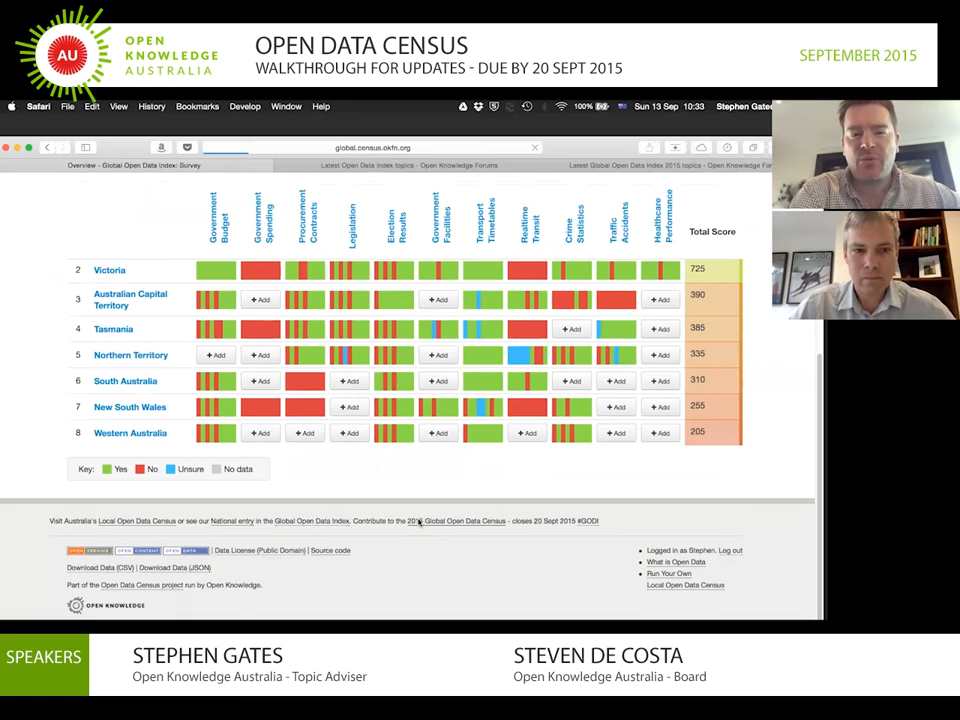 AU
OPEN
KNOWLEDGE
AUSTRALIA
OPEN DATA CENSUS
WALKTHROUGH FOR UPDATES - DUE BY 20 SEPT 2015
SEPTEMBER 2015
Safari File Edit View History Bookmarks Develop Window Help 100% Sun 13 Sep 10:33 Stephen Gates
global.census.okfn.org
Overview - Global Open Data Index: Survey
Latest Open Data Index topics - Open Knowledge Forums
Latest Global Open Data Index 2015 topics - Open Knowledge For
Government Budget
Government Spending
Procurement Contracts
Legislation
Election Results
Government Facilities
Transport Timetables
Realtime Transit
Crime Statistics
Traffic Accidents
Healthcare Performance
Total Score
2 Victoria 725
3 Australian Capital Territory + Add + Add + Add 390
4 Tasmania + Add + Add 385
5 Northern Territory + Add + Add + Add + Add 335
6 South Australia + Add + Add + Add + Add + Add + Add 310
7 New South Wales + Add + Add + Add 255
8 Western Australia + Add + Add + Add + Add + Add + Add + Add 205
Key: Yes No Unsure No data
Visit Australia's Local Open Data Census or see our National entry in the Global Open Data Index. Contribute to the Global Open Data Census - closes 20 Sept 2015 #GODI
OPEN SERVICE OPEN CONTENT OPEN DATA | Data License (Public Domain) | Source code
Download Data (CSV) | Download Data (JSON)
Part of the Open Data Census project run by Open Knowledge.
OPEN KNOWLEDGE
Logged in as Stephen. Log out
What is Open Data
Run Your Own
Local Open Data Census
SPEAKERS
STEPHEN GATES
Open Knowledge Australia - Topic Adviser
STEVEN DE COSTA
Open Knowledge Australia - Board